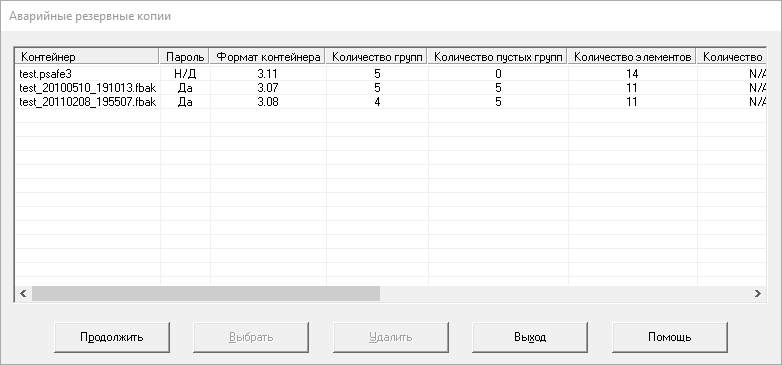 Аварийные резервные копии
Контейнер Пароль Формат контейнера Количество групп Количество пустых групп Количество элементов Количество
test.psafe3 Н/Д 3.11 5 0 14 N/A
test_20100510_191013.fbak Да 3.07 5 5 11 N/A
test_20110208_195507.fbak Да 3.08 4 5 11 N/A
Продолжить Выбрать Удалить Выход Помощь